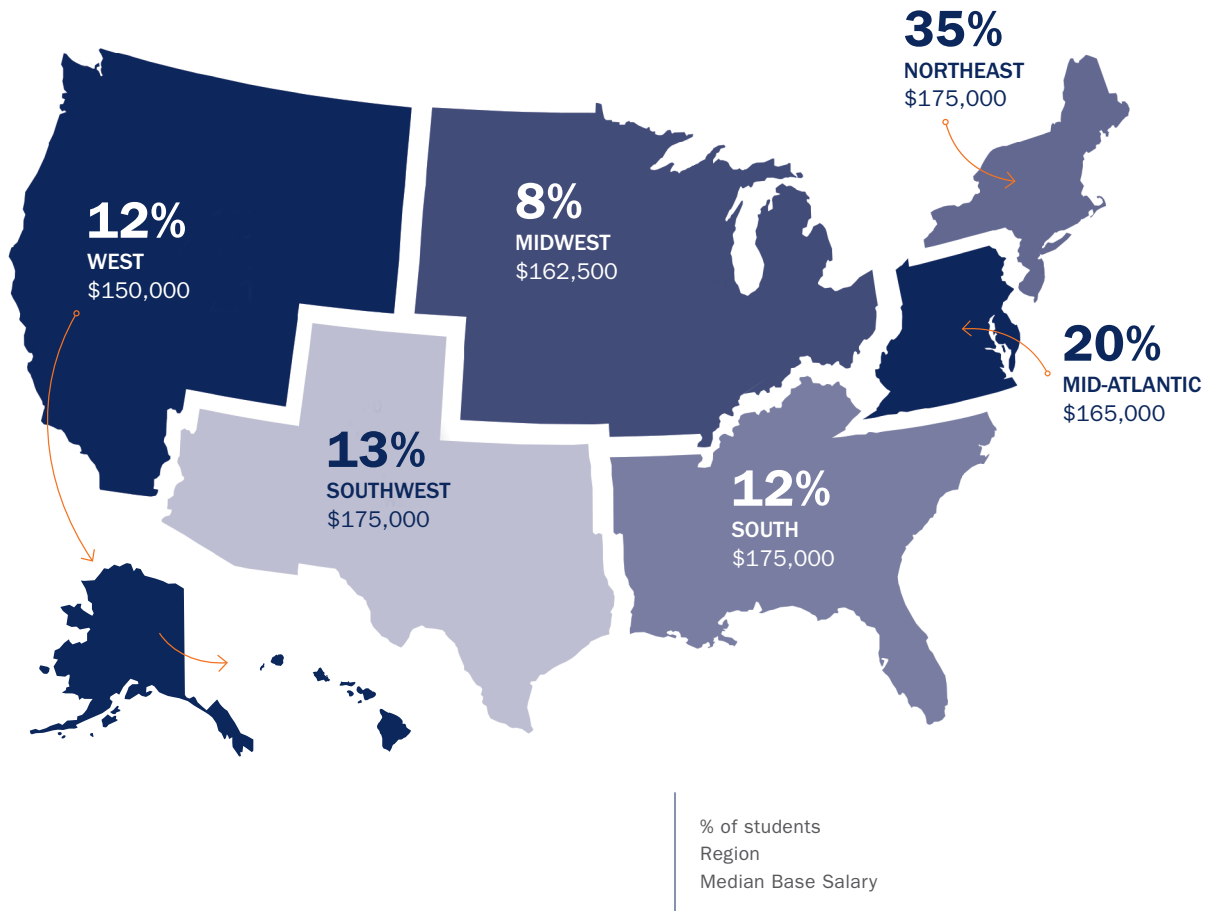 35%
NORTHEAST
$175,000
12%
WEST
$150,000
8%
MIDWEST
$162,500
20%
MID-ATLANTIC
$165,000
13%
SOUTHWEST
$175,000
12%
SOUTH
$175,000
% of students
Region
Median Base Salary